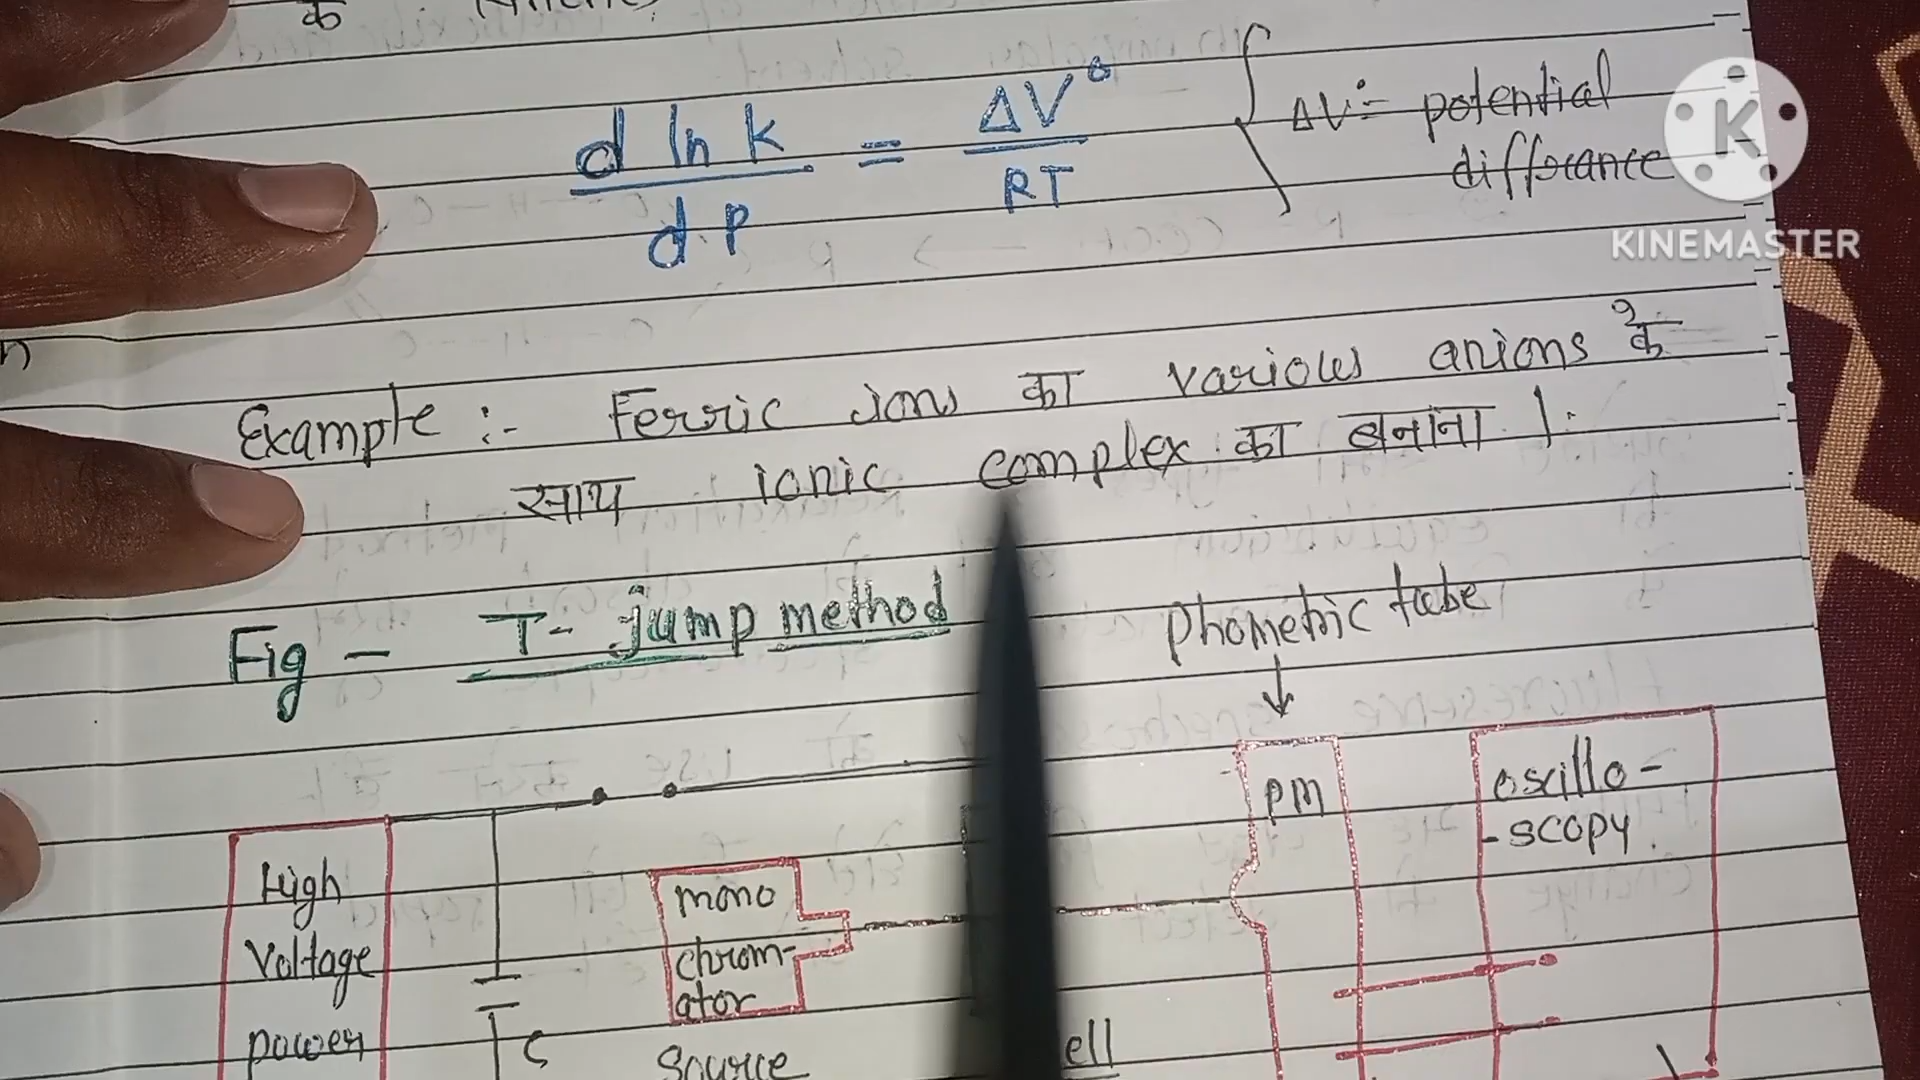 के
d ln k
d p
=
ΔV°
RT
ΔV° = potential
differance
KINEMASTER
Example :- Ferric ions का various anions के
साथ ionic complex का बनाना ।
Fig - T- jump method
Phometric tube
PM
oscillo-
-scopy
High
Voltage
power
C
mono
chrom-
ator
Source
ell